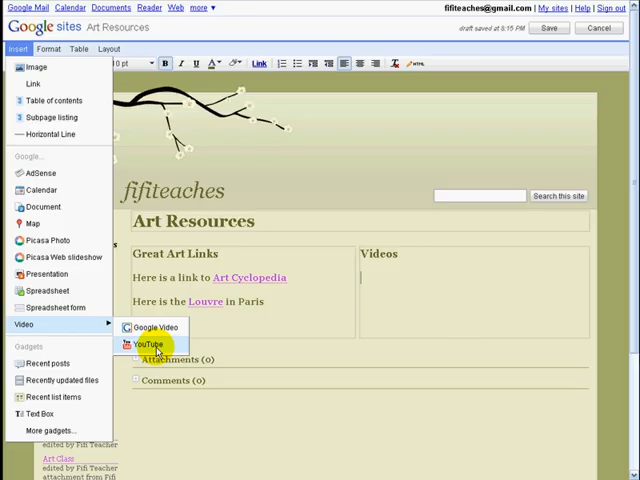 Google Mail Calendar Documents Reader Web more ▼
fifiteaches@gmail.com | My sites | Help | Sign out
Google sites Art Resources
draft saved at 8:15 PM Save Cancel
Insert Format Table Layout
10 pt B I U A Link HTML
Image
Link
Table of contents
Subpage listing
Horizontal Line
Google...
AdSense
Calendar
Document
Map
Picasa Photo
Picasa Web slideshow
Presentation
Spreadsheet
Spreadsheet form
Video
Google Video
YouTube
Gadgets
Recent posts
Recently updated files
Recent list items
Text Box
More gadgets...
edited by Fifi Teacher
Art Class
attachment from Fifi
fifiteaches
Search this site
Art Resources
Great Art Links
Here is a link to Art Cyclopedia
Here is the Louvre in Paris
Videos
Attachments (0)
Comments (0)